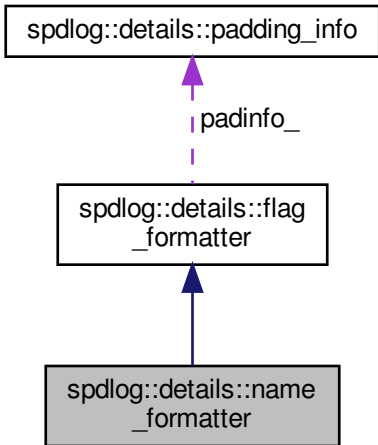 spdlog::details::padding_info
padinfo_
spdlog::details::flag
_formatter
spdlog::details::name
_formatter